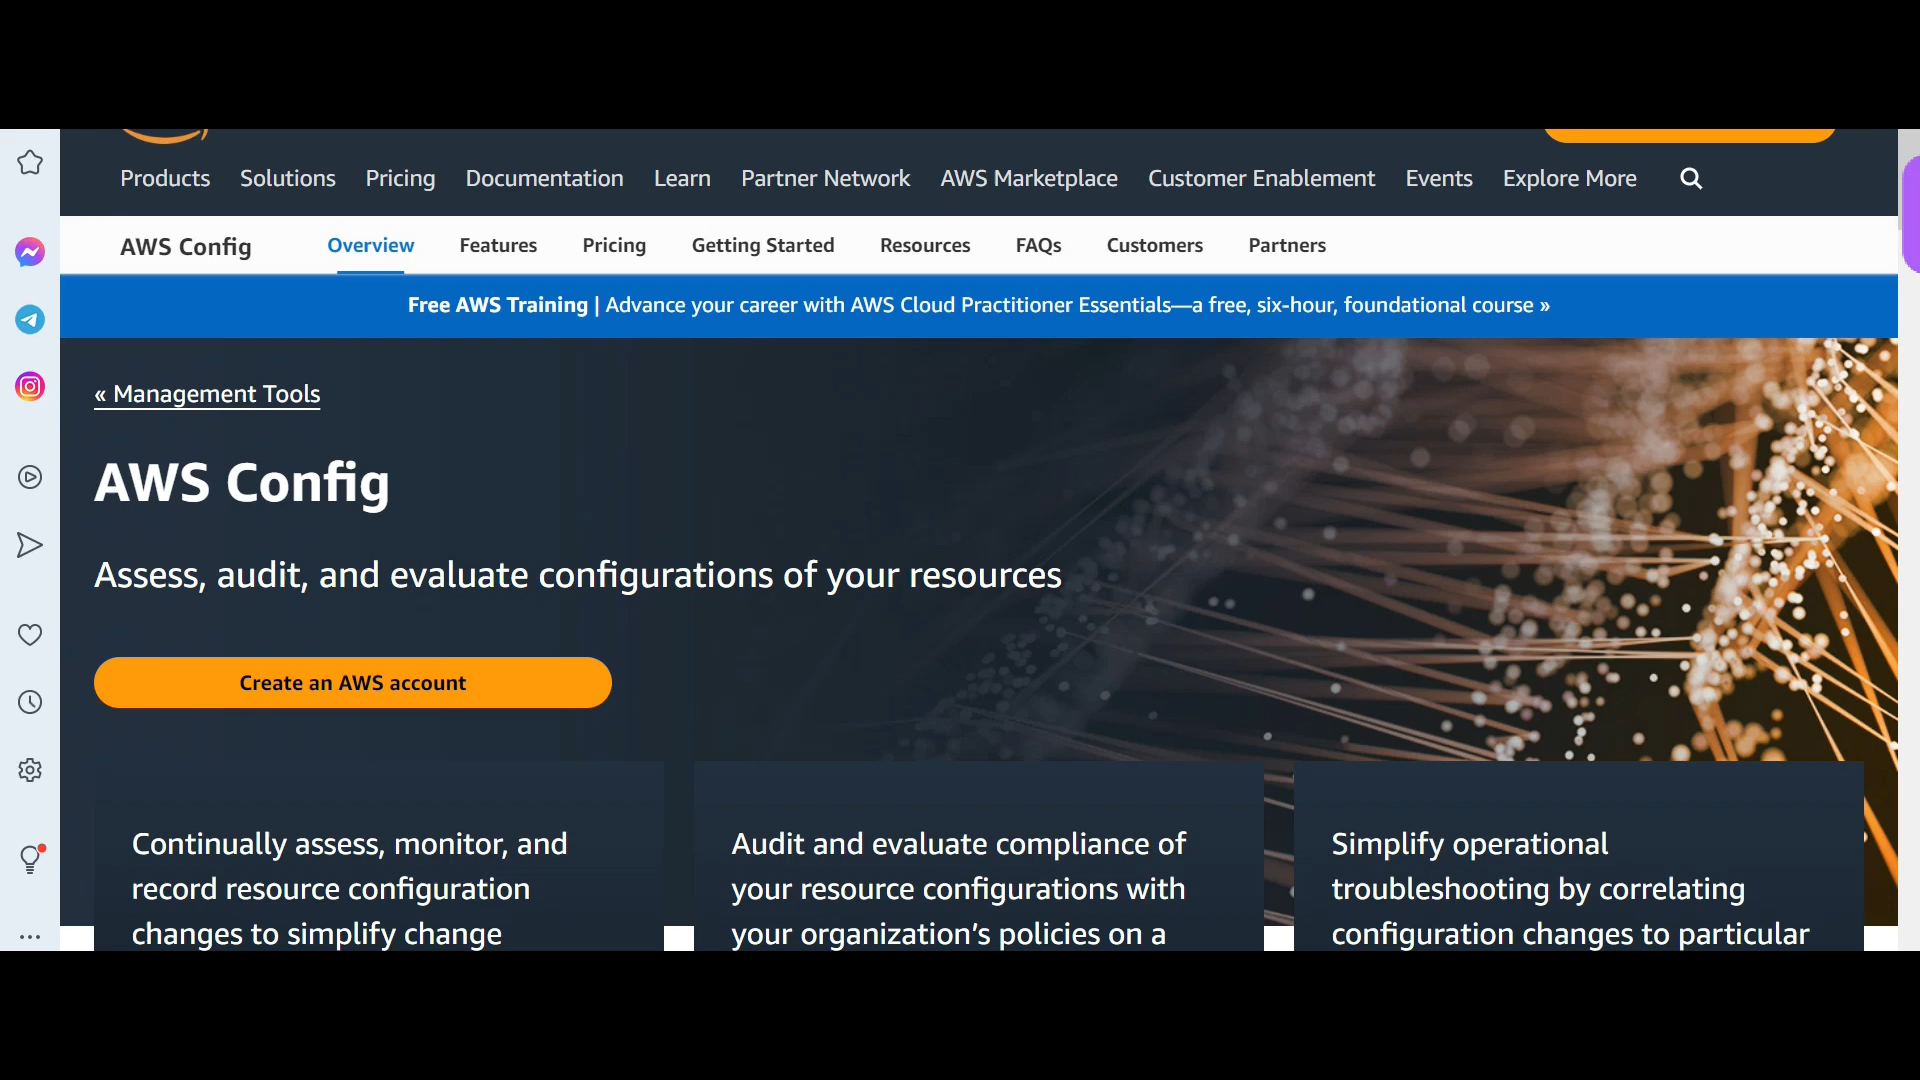 Products Solutions Pricing Documentation Learn Partner Network AWS Marketplace Customer Enablement Events Explore More
AWS Config Overview Features Pricing Getting Started Resources FAQs Customers Partners
Free AWS Training | Advance your career with AWS Cloud Practitioner Essentials—a free, six-hour, foundational course »
« Management Tools
AWS Config
Assess, audit, and evaluate configurations of your resources
Create an AWS account
Continually assess, monitor, and
record resource configuration
changes to simplify change
Audit and evaluate compliance of
your resource configurations with
your organization’s policies on a
Simplify operational
troubleshooting by correlating
configuration changes to particular